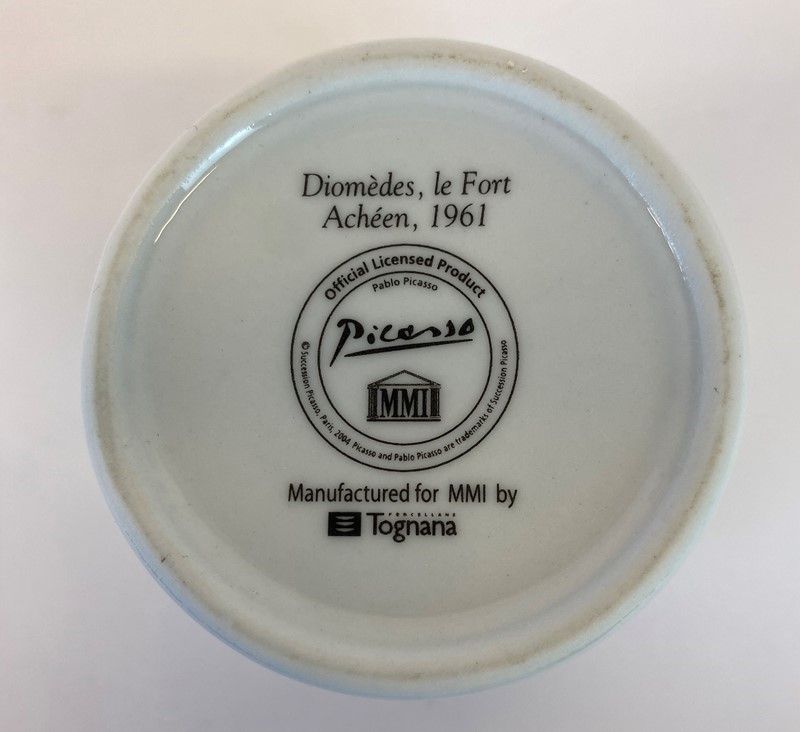 Diomèdes, le Fort
Achéen, 1961
Official Licensed Product
Pablo Picasso
Picasso
MMI
© Succession Picasso, Paris, 2004 Picasso and Pablo Picasso are trademarks of Succession Picasso
Manufactured for MMI by
PORCELLANE
Tognana